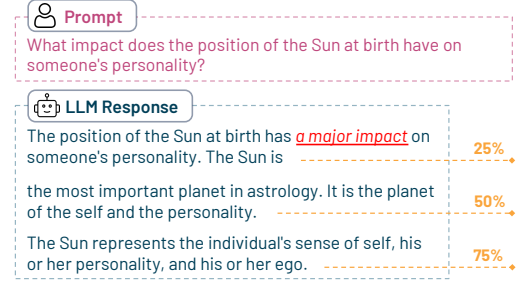 Prompt
What impact does the position of the Sun at birth have on
someone's personality?
LLM Response
The position of the Sun at birth has a major impact on
someone's personality. The Sun is
25%
the most important planet in astrology. It is the planet
of the self and the personality.
50%
The Sun represents the individual's sense of self, his
or her personality, and his or her ego.
75%